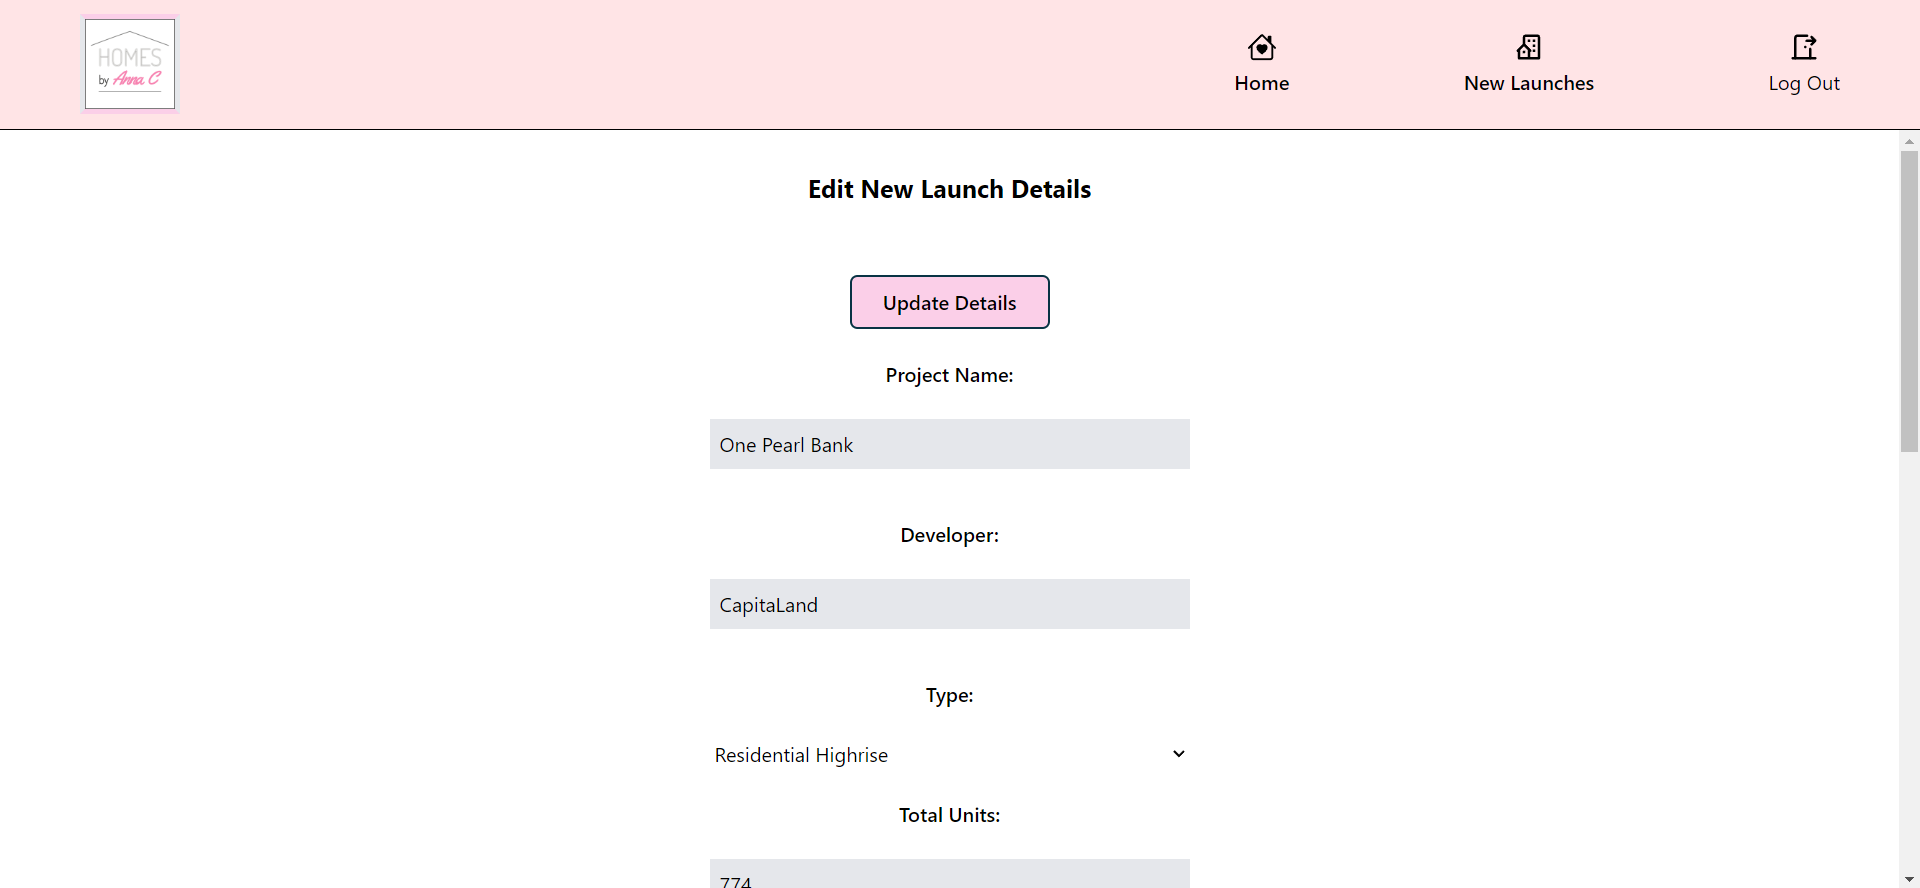 HOMES
by Anna C
Home
New Launches
Log Out
Edit New Launch Details
Update Details
Project Name:
One Pearl Bank
Developer:
CapitaLand
Type:
Residential Highrise
Total Units:
774